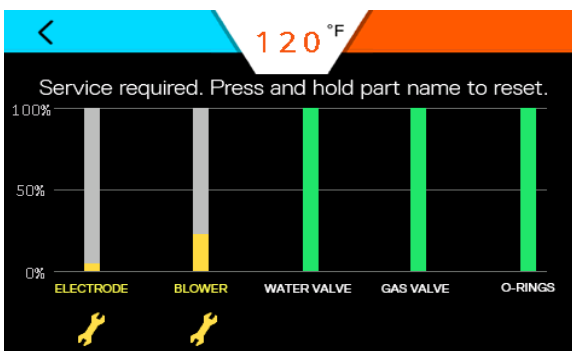 120 °F
Service required. Press and hold part name to reset.
100%
50%
0%
ELECTRODE BLOWER WATER VALVE GAS VALVE O-RINGS